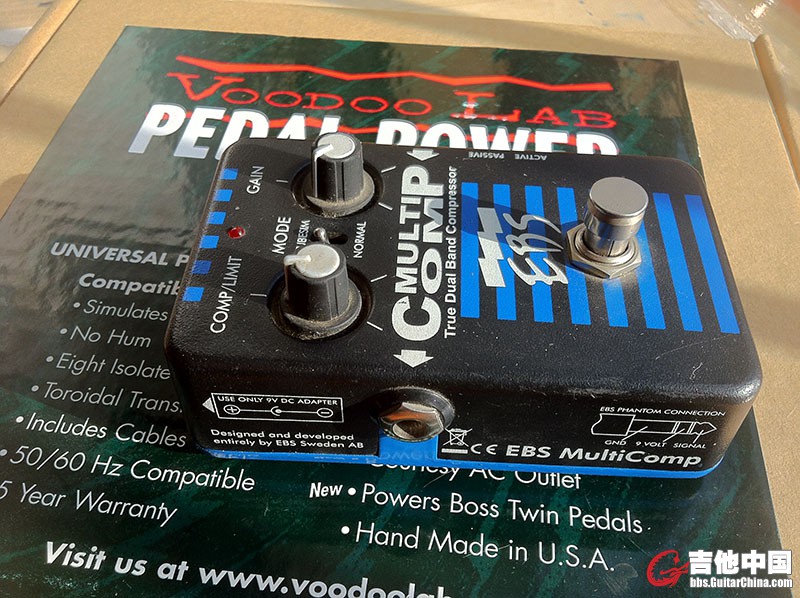 VOODOO LAB
PEDAL POWER
ACTIVE PASSIVE
GAIN
MODE
TUBESIM
NORMAL
COMP/LIMIT
MULTI
COMP
True Dual Band Compressor
EBS
UNIVERSAL P
Compatib
• Simulates
• No Hum
• Eight Isolate
• Toroidal Trans
• Includes Cables
• 50/60 Hz Compatible
5 Year Warranty
USE ONLY 9V DC ADAPTER
Designed and developed
entirely by EBS Sweden AB
EBS PHANTOM CONNECTION
GND 9 VOLT SIGNAL
CE EBS MultiComp
Courtesy AC Outlet
New • Powers Boss Twin Pedals
• Hand Made in U.S.A.
Visit us at www.voodoolab
吉他中国
bbs.GuitarChina.com